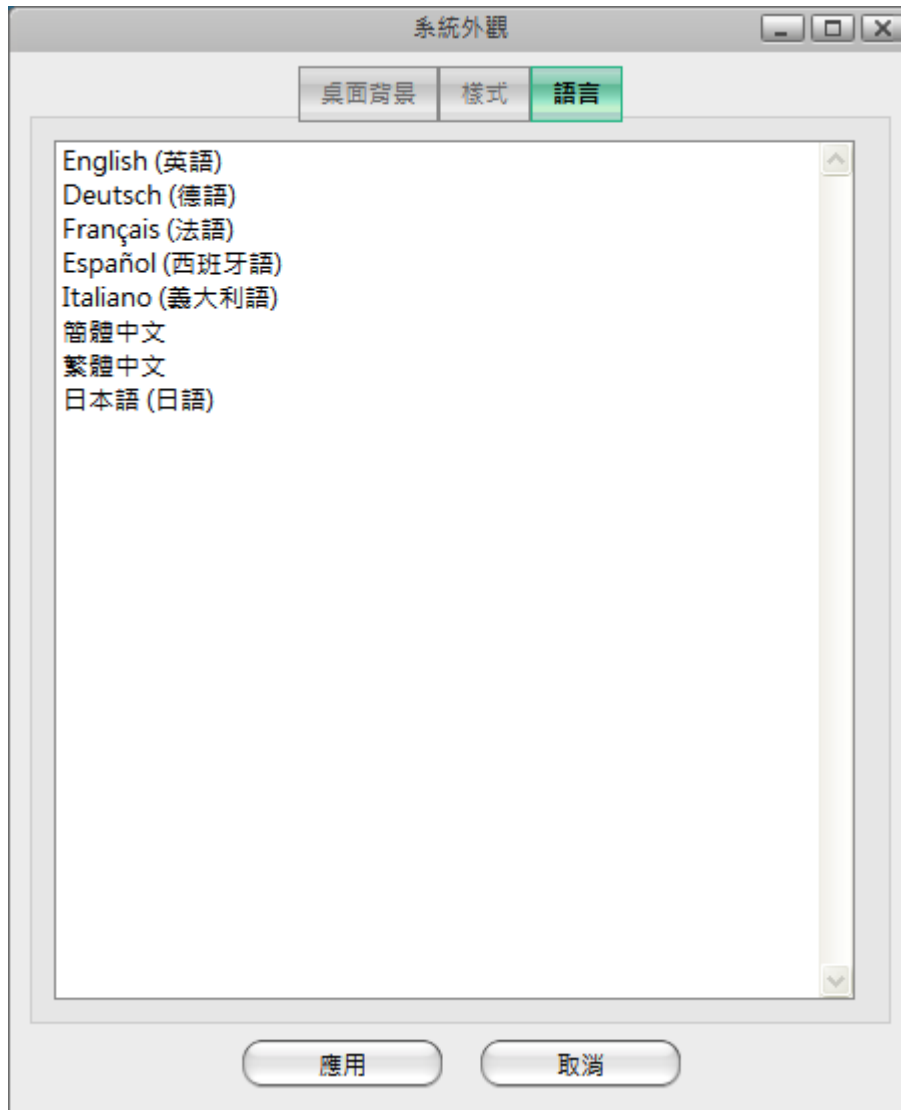 系統外觀
桌面背景 樣式 語言
English (英語)
Deutsch (德語)
Français (法語)
Español (西班牙語)
Italiano (義大利語)
簡體中文
繁體中文
日本語 (日語)
應用 取消